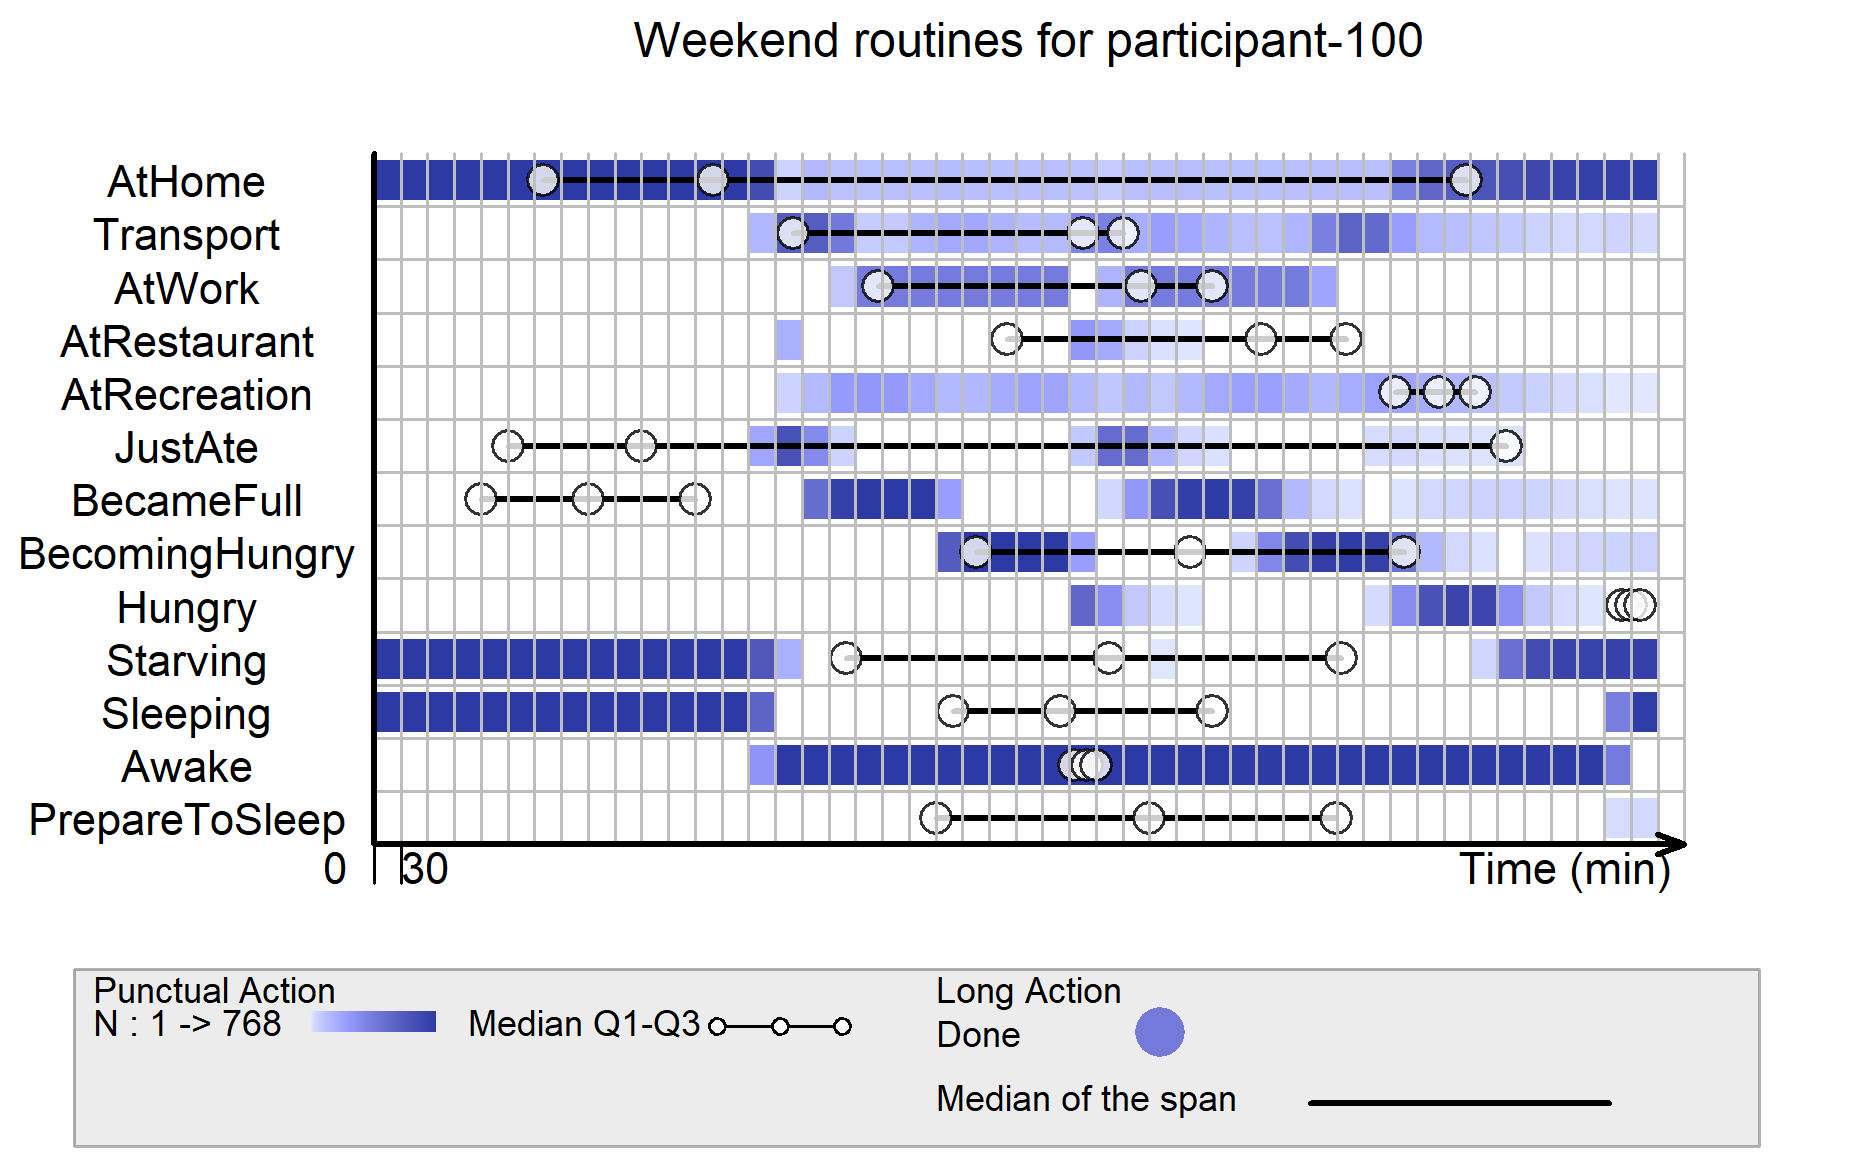 Weekend routines for participant-100
AtHome
Transport
AtWork
AtRestaurant
AtRecreation
JustAte
BecameFull
BecomingHungry
Hungry
Starving
Sleeping
Awake
PrepareToSleep
0 30 Time (min)
Punctual Action
N : 1 -> 768 Median Q1-Q3
Long Action
Done
Median of the span